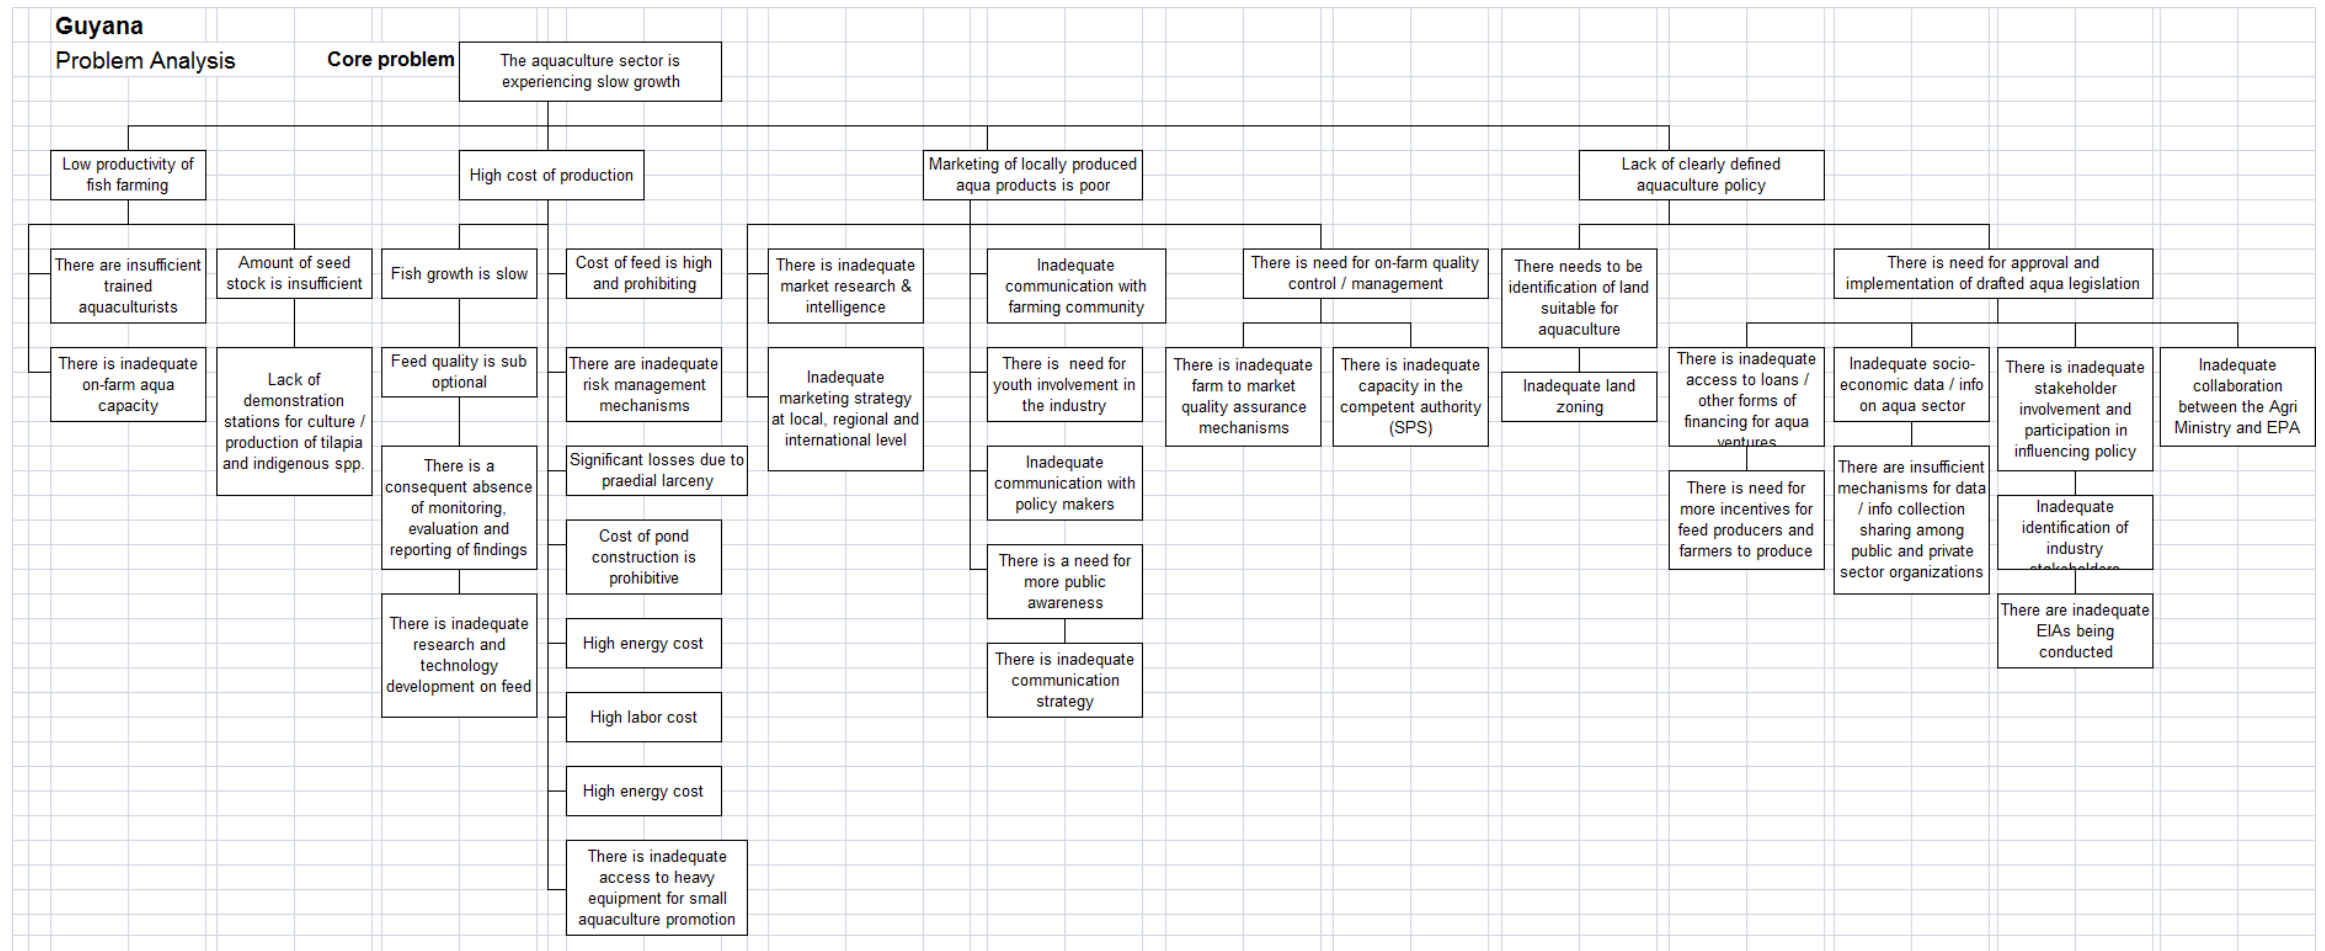 Guyana
Problem Analysis
Core problem
The aquaculture sector is
experiencing slow growth
Low productivity of
fish farming
High cost of production
Marketing of locally produced
aqua products is poor
Lack of clearly defined
aquaculture policy
There are insufficient
trained
aquaculturists
There is inadequate
on-farm aqua
capacity
Amount of seed
stock is insufficient
Lack of
demonstration
stations for culture /
production of tilapia
and indigenous spp.
Fish growth is slow
Feed quality is sub
optional
There is a
consequent absence
of monitoring,
evaluation and
reporting of findings
There is inadequate
research and
technology
development on feed
Cost of feed is high
and prohibiting
There are inadequate
risk management
mechanisms
Significant losses due to
praedial larceny
Cost of pond
construction is
prohibitive
High energy cost
High labor cost
High energy cost
There is inadequate
access to heavy
equipment for small
aquaculture promotion
There is inadequate
market research &
intelligence
Inadequate
marketing strategy
at local, regional and
international level
Inadequate
communication with
farming community
There is  need for
youth involvement in
the industry
Inadequate
communication with
policy makers
There is a need for
more public
awareness
There is inadequate
communication
strategy
There is need for on-farm quality
control / management
There is inadequate
farm to market
quality assurance
mechanisms
There is inadequate
capacity in the
competent authority
(SPS)
There needs to be
identification of land
suitable for
aquaculture
Inadequate land
zoning
There is need for approval and
implementation of drafted aqua legislation
There is inadequate
access to loans /
other forms of
financing for aqua
ventures
There is need for
more incentives for
feed producers and
farmers to produce
Inadequate socio-
economic data / info
on aqua sector
There are insufficient
mechanisms for data
/ info collection
sharing among
public and private
sector organizations
There is inadequate
stakeholder
involvement and
participation in
influencing policy
Inadequate
identification of
industry
stakeholders
There are inadequate
EIAs being
conducted
Inadequate
collaboration
between the Agri
Ministry and EPA